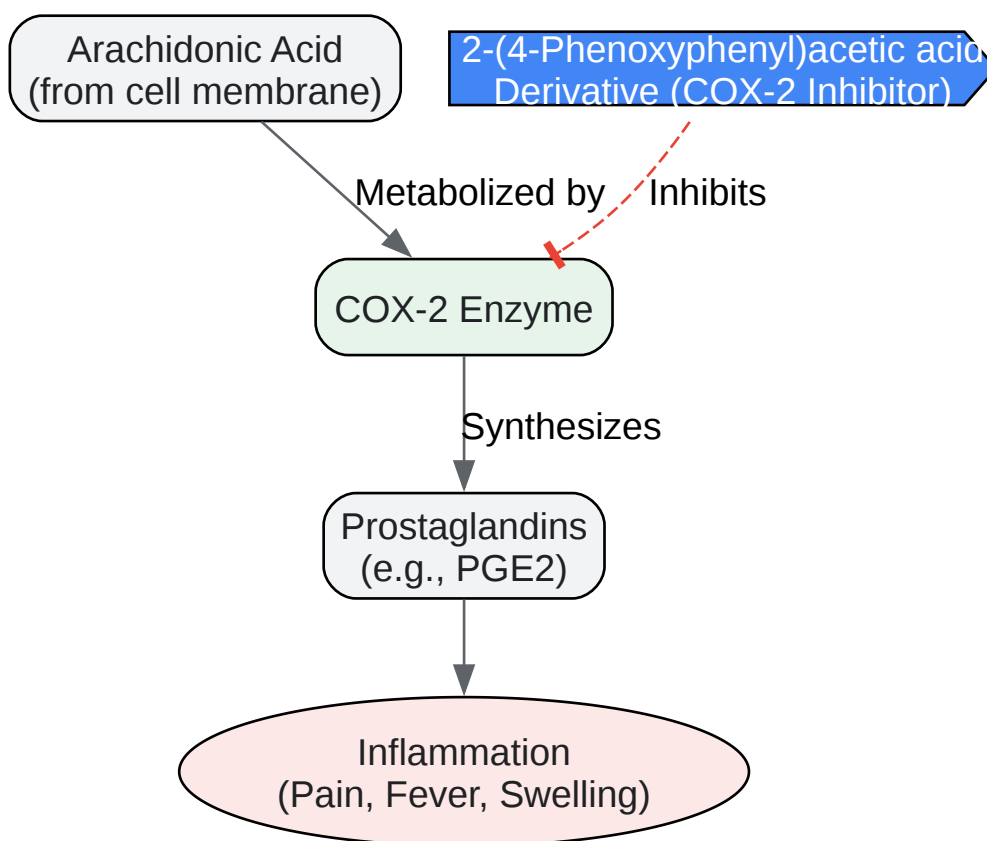 Arachidonic Acid
(from cell membrane)
2-(4-Phenoxyphenyl)acetic acid
Derivative (COX-2 Inhibitor)
Metabolized by
Inhibits
COX-2 Enzyme
Synthesizes
Prostaglandins
(e.g., PGE2)
Inflammation
(Pain, Fever, Swelling)